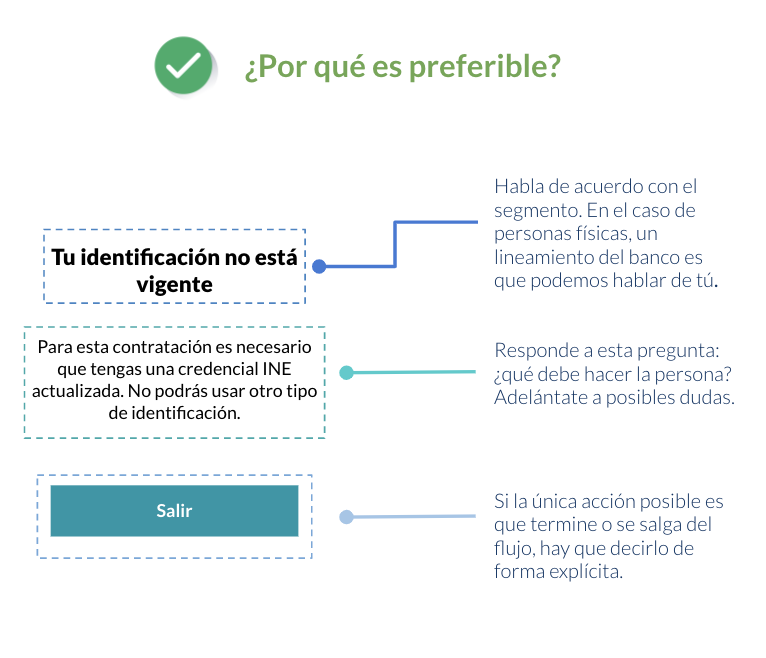 ¿Por qué es preferible?
Tu identificación no está
vigente
Habla de acuerdo con el
segmento. En el caso de
personas físicas, un
lineamiento del banco es
que podemos hablar de tú.
Para esta contratación es necesario
que tengas una credencial INE
actualizada. No podrás usar otro tipo
de identificación.
Responde a esta pregunta:
¿qué debe hacer la persona?
Adelántate a posibles dudas.
Salir
Si la única acción posible es
que termine o se salga del
flujo, hay que decirlo de
forma explícita.